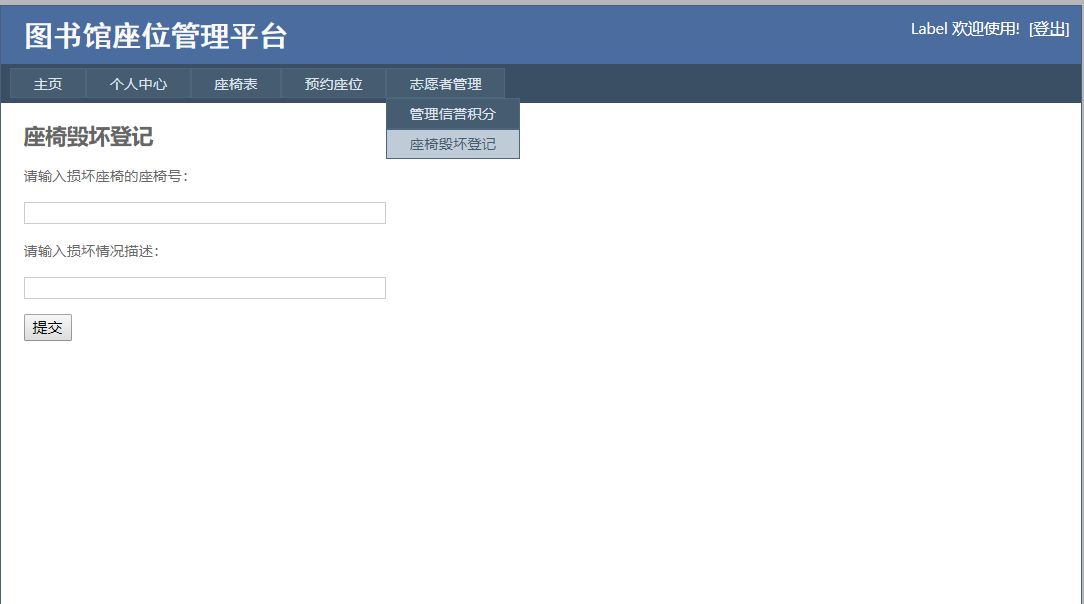 图书馆座位管理平台
Label 欢迎使用! [登出]
主页 个人中心 座椅表 预约座位 志愿者管理
管理信誉积分
座椅毁坏登记
座椅毁坏登记
请输入损坏座椅的座椅号：
请输入损坏情况描述：
提交